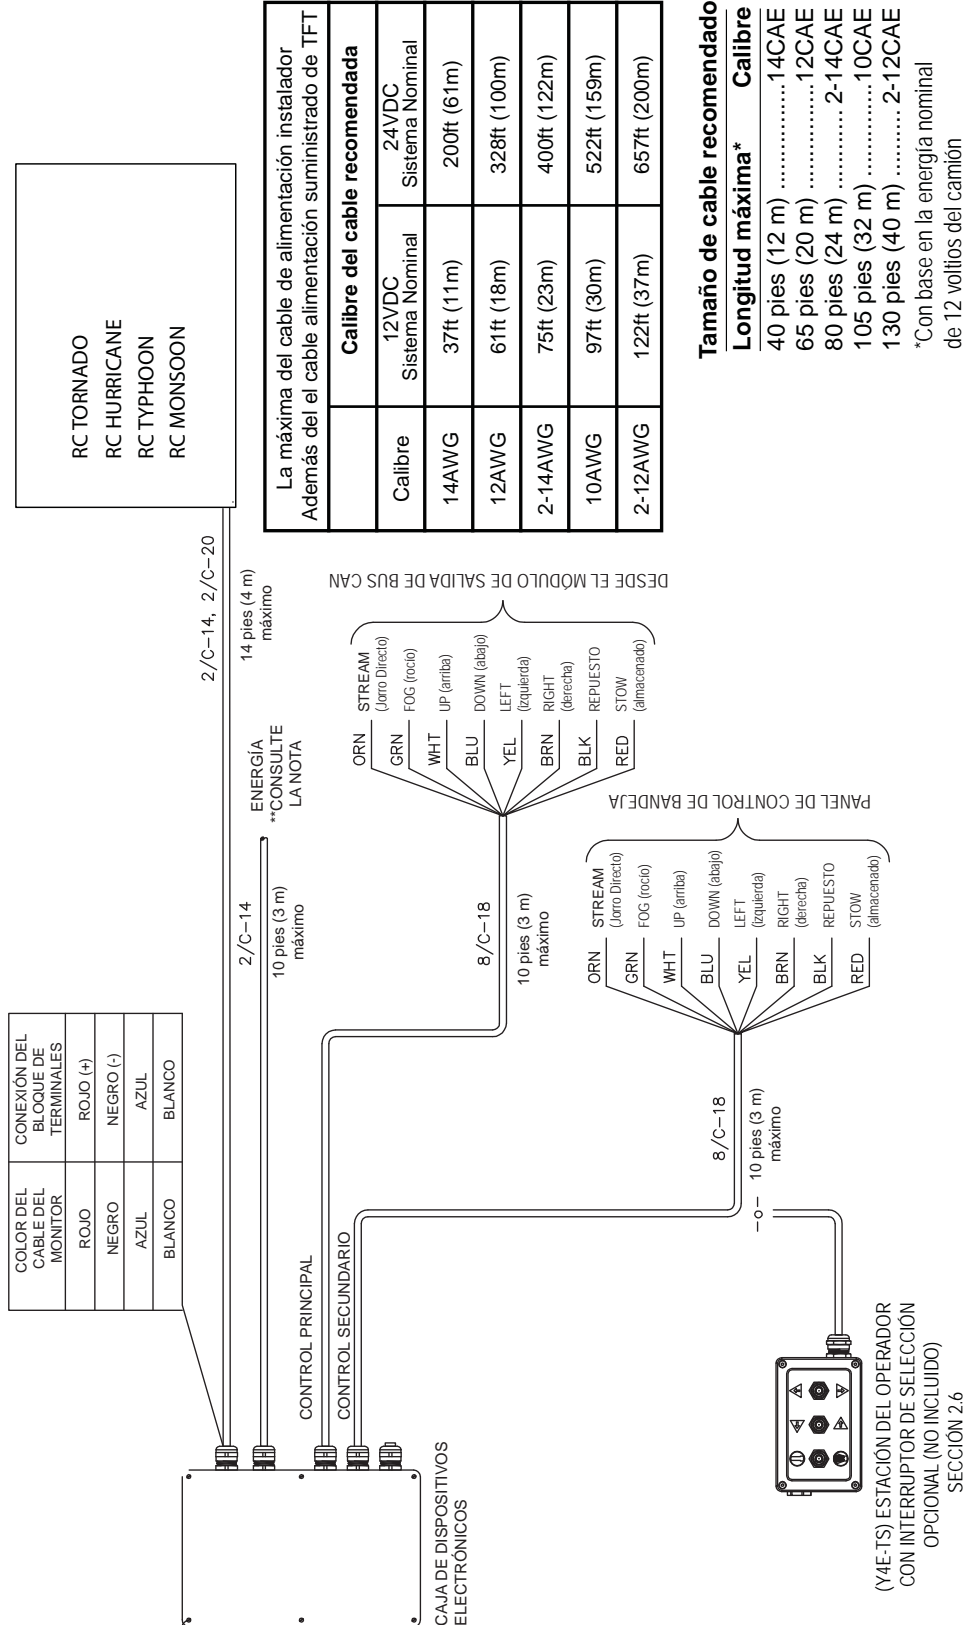 COLOR DEL
CABLE DEL
MONITOR
CONEXIÓN DEL
BLOQUE DE
TERMINALES
ROJO
ROJO (+)
NEGRO
NEGRO (-)
AZUL
AZUL
BLANCO
BLANCO
RC TORNADO
RC HURRICANE
RC TYPHOON
RC MONSOON
2/C-14, 2/C-20
14 pies (4 m)
máximo
2/C-14
10 pies (3 m)
máximo
ENERGÍA
**CONSULTE
LA NOTA
CONTROL PRINCIPAL
CONTROL SECUNDARIO
CAJA DE DISPOSITIVOS
ELECTRÓNICOS
8/C-18
10 pies (3 m)
máximo
ORN
STREAM
(Jorro Directo)
GRN
FOG (rocío)
WHT
UP (arriba)
BLU
DOWN (abajo)
YEL
LEFT
(izquierda)
BRN
RIGHT
(derecha)
BLK
REPUESTO
RED
STOW
(almacenado)
DESDE EL MÓDULO DE SALIDA DE BUS CAN
8/C-18
10 pies (3 m)
máximo
ORN
STREAM
(Jorro Directo)
GRN
FOG (rocío)
WHT
UP (arriba)
BLU
DOWN (abajo)
YEL
LEFT
(izquierda)
BRN
RIGHT
(derecha)
BLK
REPUESTO
RED
STOW
(almacenado)
PANEL DE CONTROL DE BANDEJA
(Y4E-TS) ESTACIÓN DEL OPERADOR
CON INTERRUPTOR DE SELECCIÓN
OPCIONAL (NO INCLUIDO)
SECCIÓN 2.6
La máxima del cable de alimentación instalador
Además del el cable alimentación suministrado de TFT
Calibre del cable recomendada
Calibre
12VDC
Sistema Nominal
24VDC
Sistema Nominal
14AWG 37ft (11m) 200ft (61m)
12AWG 61ft (18m) 328ft (100m)
2-14AWG 75ft (23m) 400ft (122m)
10AWG 97ft (30m) 522ft (159m)
2-12AWG 122ft (37m) 657ft (200m)
Tamaño de cable recomendado
Longitud máxima* Calibre
40 pies (12 m) .................. 14CAE
65 pies (20 m) .................. 12CAE
80 pies (24 m) ............... 2-14CAE
105 pies (32 m) ................ 10CAE
130 pies (40 m) ............. 2-12CAE
*Con base en la energía nominal
de 12 voltios del camión